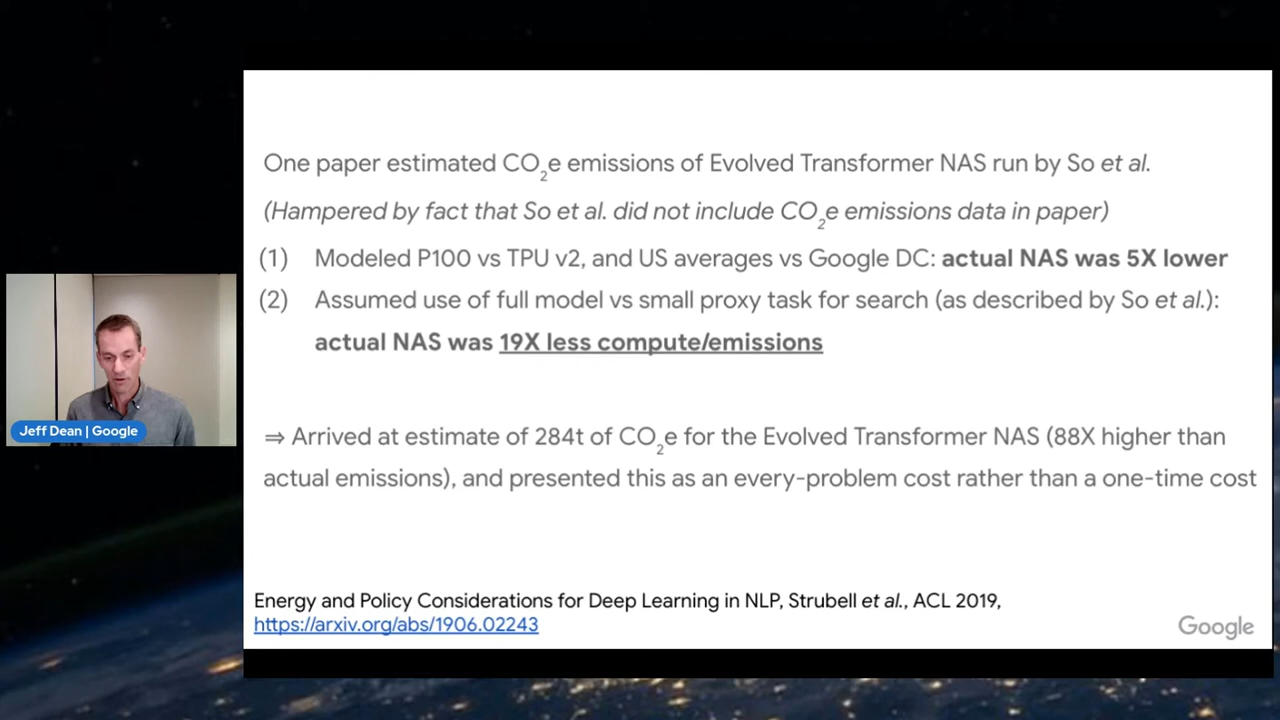 One paper estimated CO₂e emissions of Evolved Transformer NAS run by So et al.
(Hampered by fact that So et al. did not include CO₂e emissions data in paper)
(1) Modeled P100 vs TPU v2, and US averages vs Google DC: actual NAS was 5X lower
(2) Assumed use of full model vs small proxy task for search (as described by So et al.):
actual NAS was 19X less compute/emissions
⇒ Arrived at estimate of 284t of CO₂e for the Evolved Transformer NAS (88X higher than
actual emissions), and presented this as an every-problem cost rather than a one-time cost
Energy and Policy Considerations for Deep Learning in NLP, Strubell et al., ACL 2019,
https://arxiv.org/abs/1906.02243
Google
Jeff Dean | Google